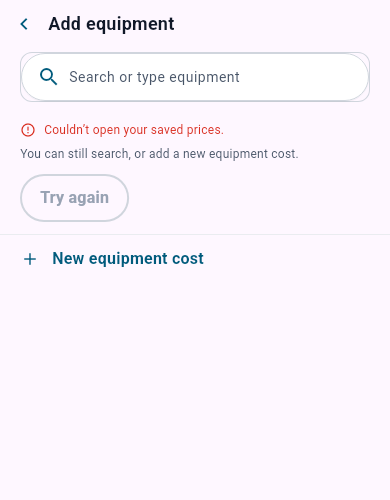 Add equipment
Search or type equipment
Couldn't open your saved prices.
You can still search, or add a new equipment cost.
Try again
New equipment cost